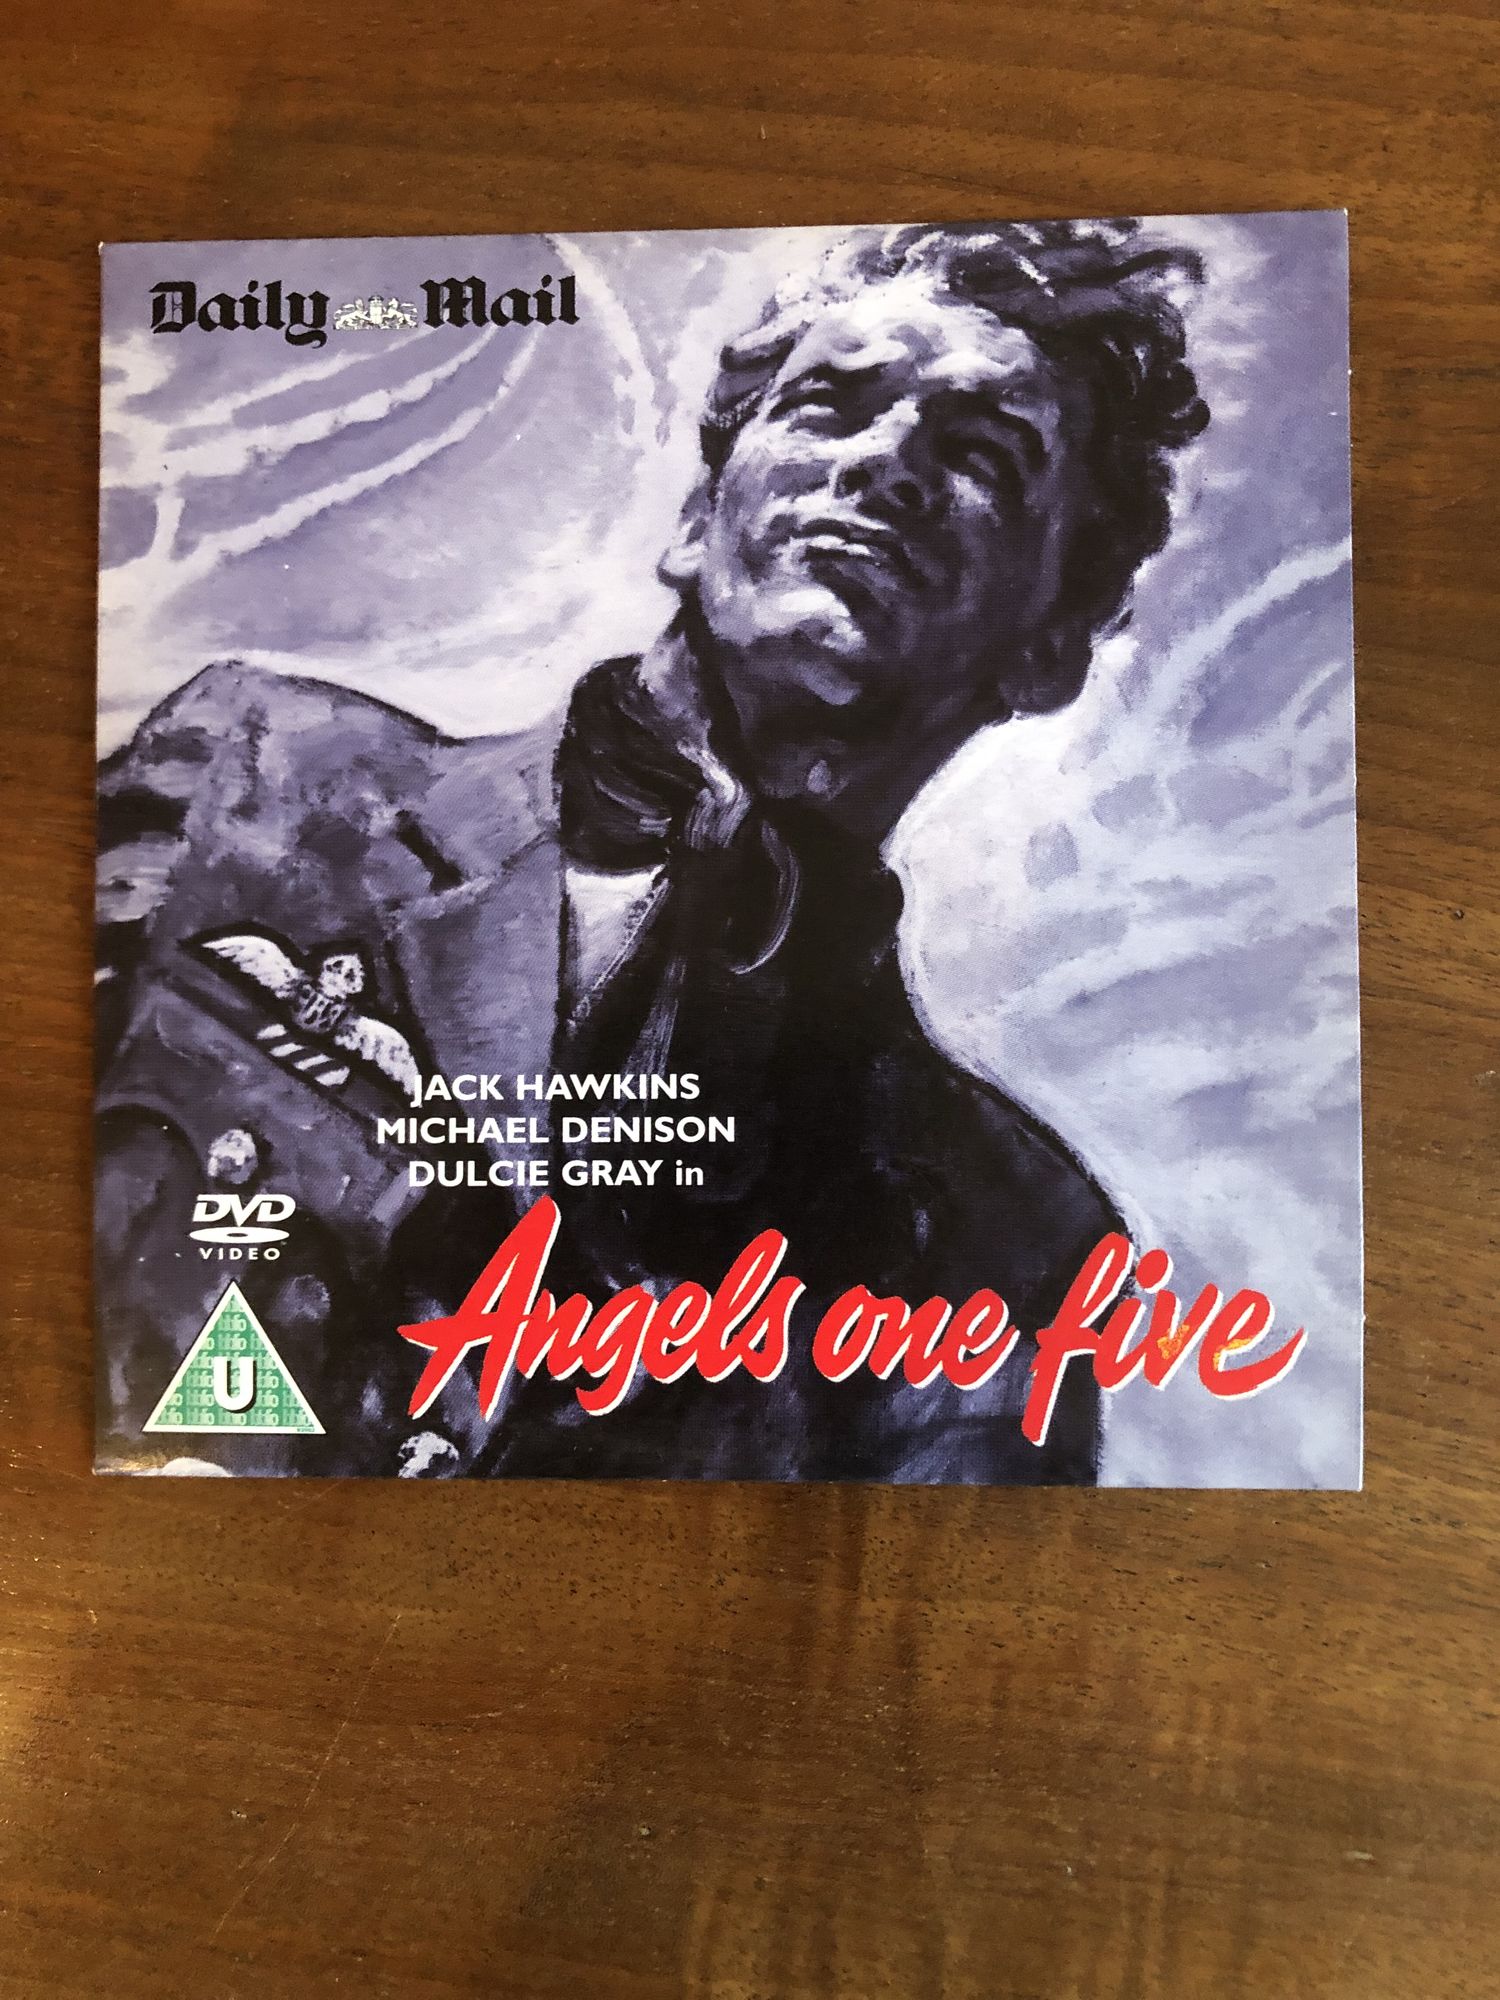 Daily Mail
JACK HAWKINS
MICHAEL DENISON
DULCIE GRAY in
Angels one five
DVD
VIDEO
U